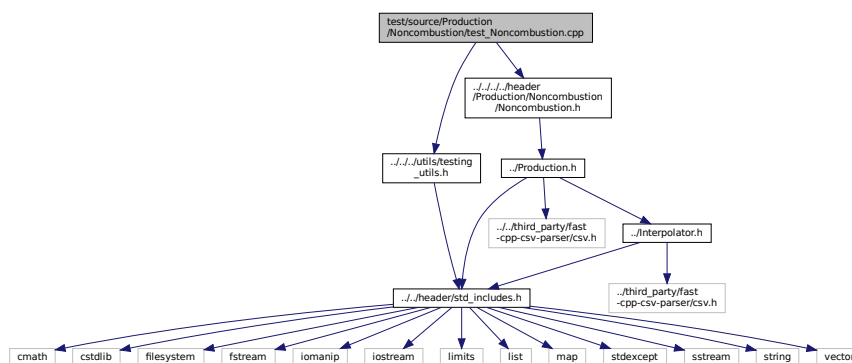 test/source/Production
/Noncombustion/test_Noncombustion.cpp
../../../../header
/Production/Noncombustion
/Noncombustion.h
../../../utils/testing
_utils.h
../Production.h
../../third_party/fast
-cpp-csv-parser/csv.h
../Interpolator.h
../third_party/fast
-cpp-csv-parser/csv.h
../../header/std_includes.h
cmath
cstdlib
filesystem
fstream
iomanip
iostream
limits
list
map
stdexcept
sstream
string
vector